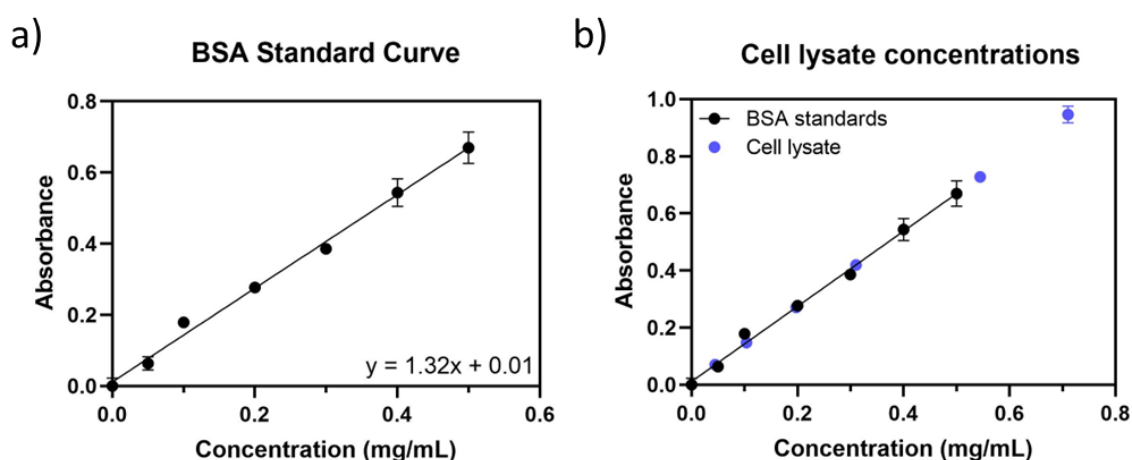 a)
BSA Standard Curve
0.8
0.6
0.4
0.2
0.0
Absorbance
y = 1.32x + 0.01
0.0 0.2 0.4 0.6
Concentration (mg/mL)
b)
Cell lysate concentrations
1.0
0.8
0.6
0.4
0.2
0.0
Absorbance
BSA standards
Cell lysate
0.0 0.2 0.4 0.6 0.8
Concentration (mg/mL)